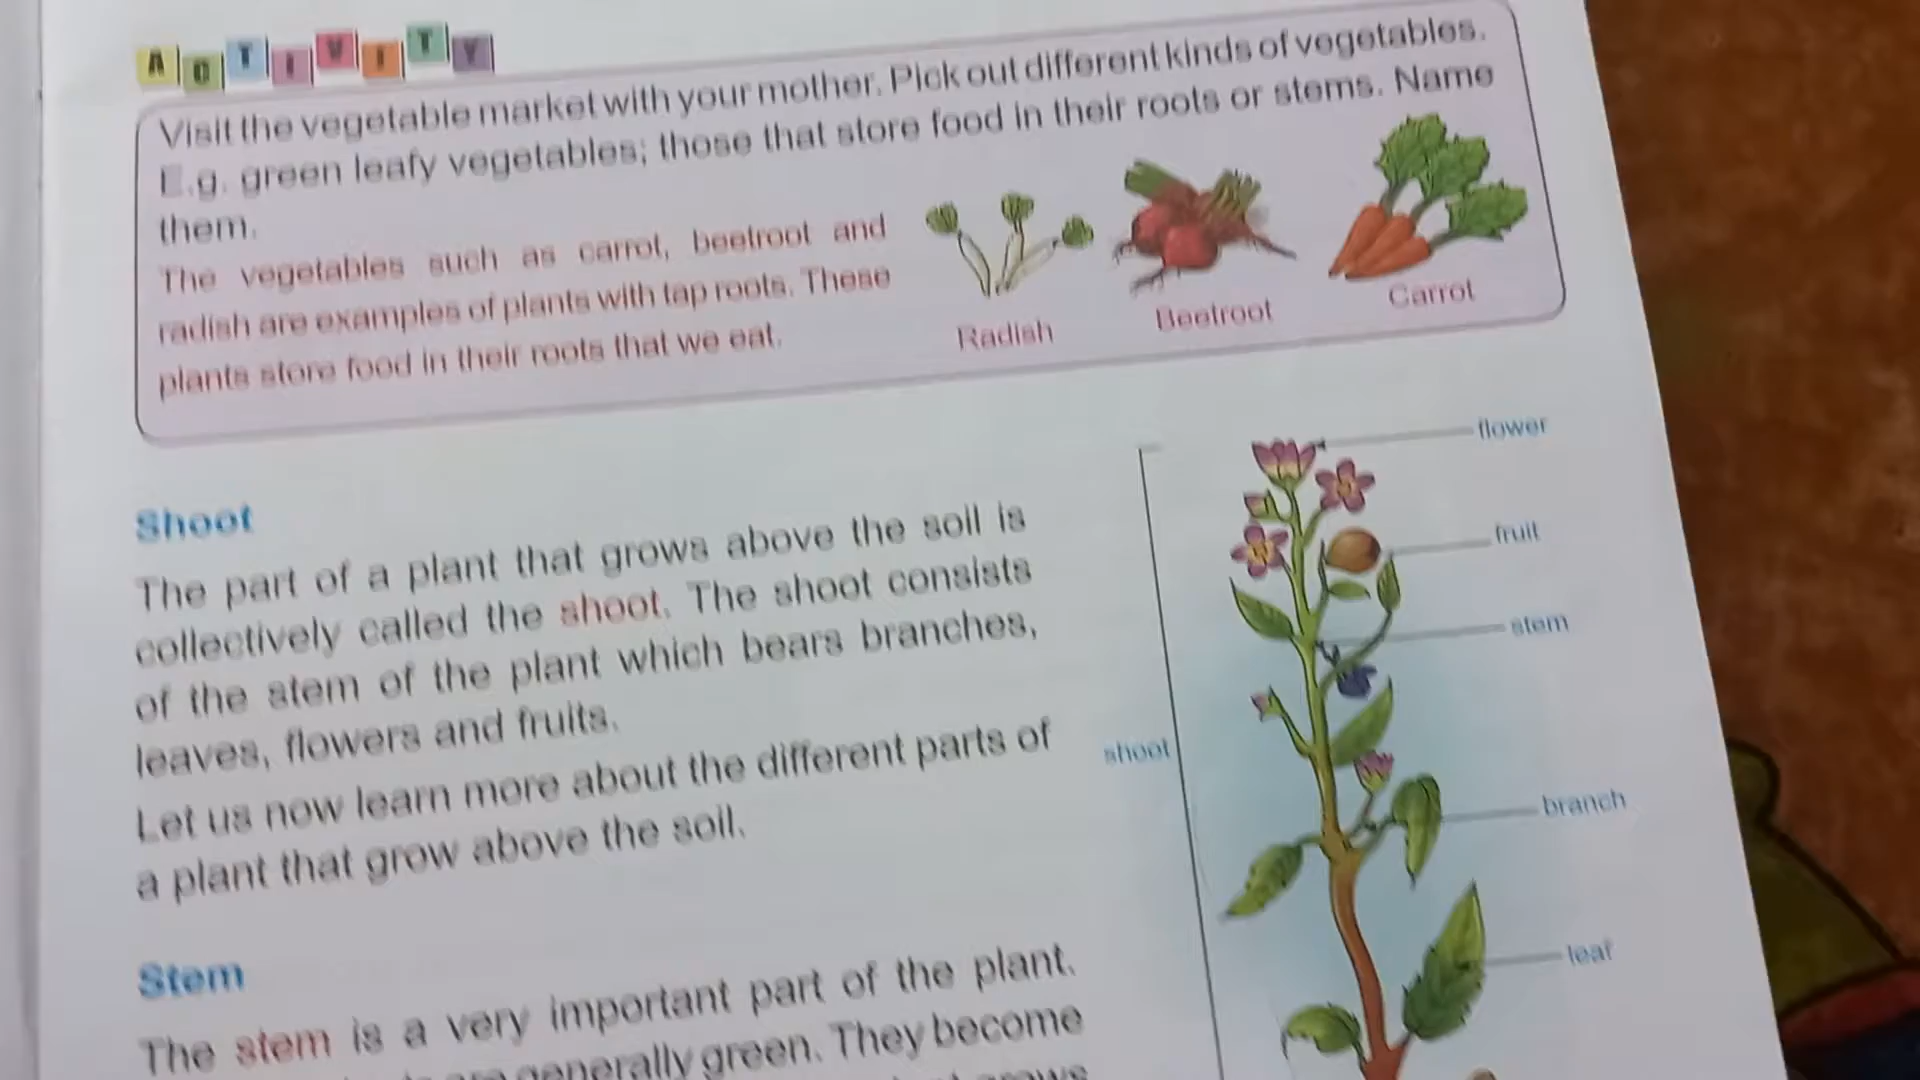 ACTIVITY
Visit the vegetable market with your mother. Pick out different kinds of vegetables.
E.g. green leafy vegetables; those that store food in their roots or stems. Name
them.
The vegetables such as carrot, beetroot and
radish are examples of plants with tap roots. These
plants store food in their roots that we eat.
Radish
Beetroot
Carrot
Shoot
The part of a plant that grows above the soil is
collectively called the shoot. The shoot consists
of the stem of the plant which bears branches,
leaves, flowers and fruits.
Let us now learn more about the different parts of
a plant that grow above the soil.
flower
fruit
stem
shoot
branch
leaf
Stem
The stem is a very important part of the plant.
are generally green. They become
grows